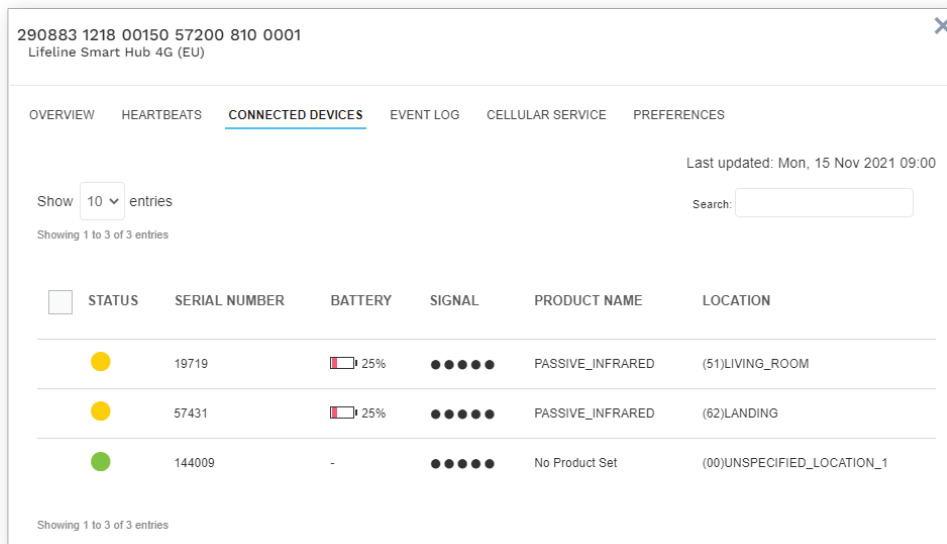 290883 1218 00150 57200 810 0001
Lifeline Smart Hub 4G (EU)
OVERVIEW HEARTBEATS CONNECTED DEVICES EVENT LOG CELLULAR SERVICE PREFERENCES
Last updated: Mon, 15 Nov 2021 09:00
Show 10 entries
Search:
Showing 1 to 3 of 3 entries
STATUS SERIAL NUMBER BATTERY SIGNAL PRODUCT NAME LOCATION
19719 25% PASSIVE_INFRARED (51)LIVING_ROOM
57431 25% PASSIVE_INFRARED (62)LANDING
144009 - No Product Set (00)UNSPECIFIED_LOCATION_1
Showing 1 to 3 of 3 entries